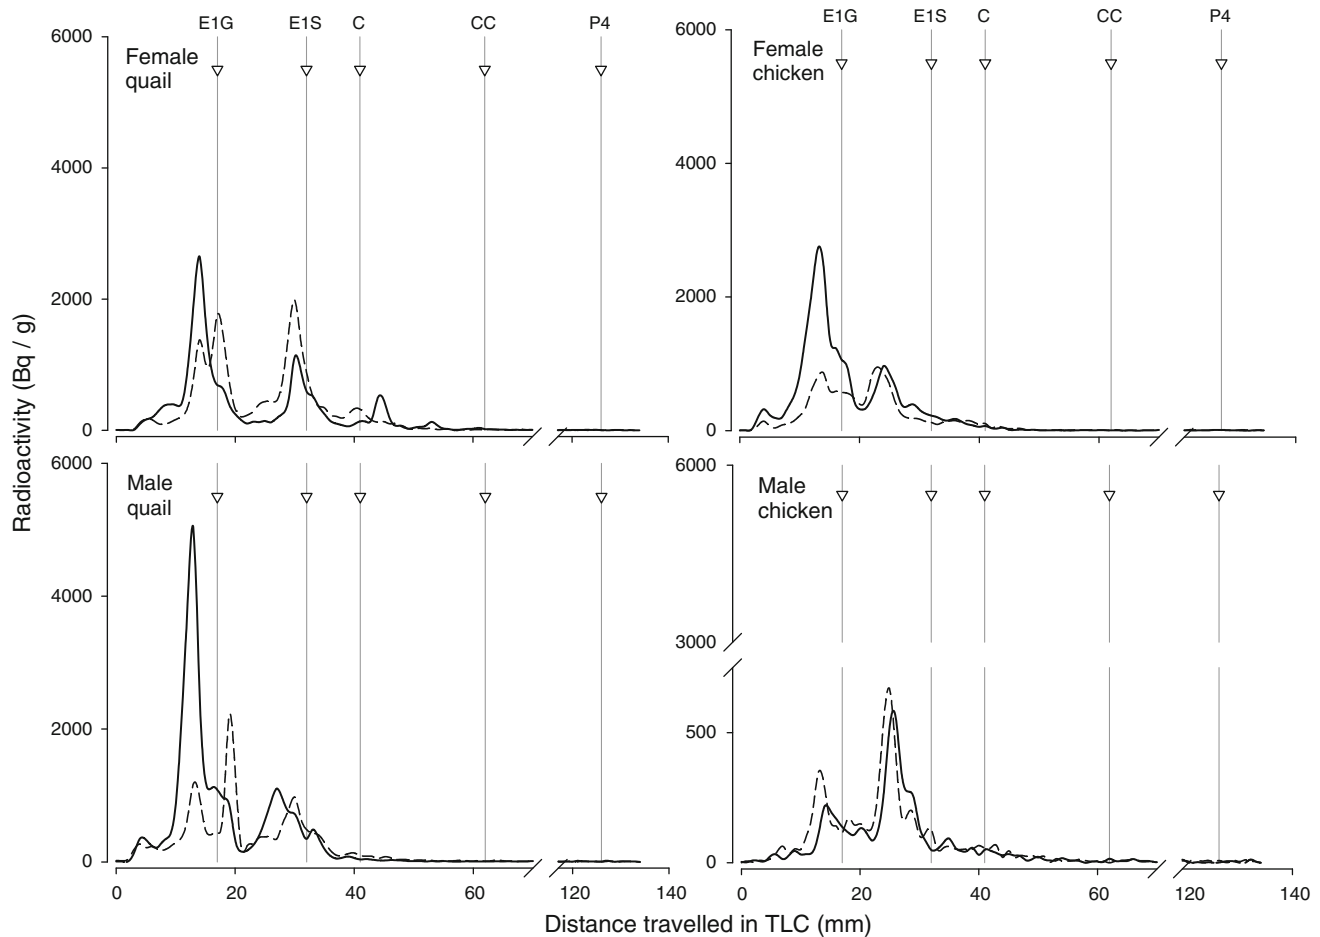 E1G E1S C CC P4
6000
Female
quail
4000
2000
0
E1G E1S C CC P4
6000
Female
chicken
4000
2000
0
Radioactivity (Bq / g)
6000
Male
quail
4000
2000
0
0 20 40 60 120 140
6000
Male
chicken
3000
500
0
0 20 40 60 120 140
Distance travelled in TLC (mm)